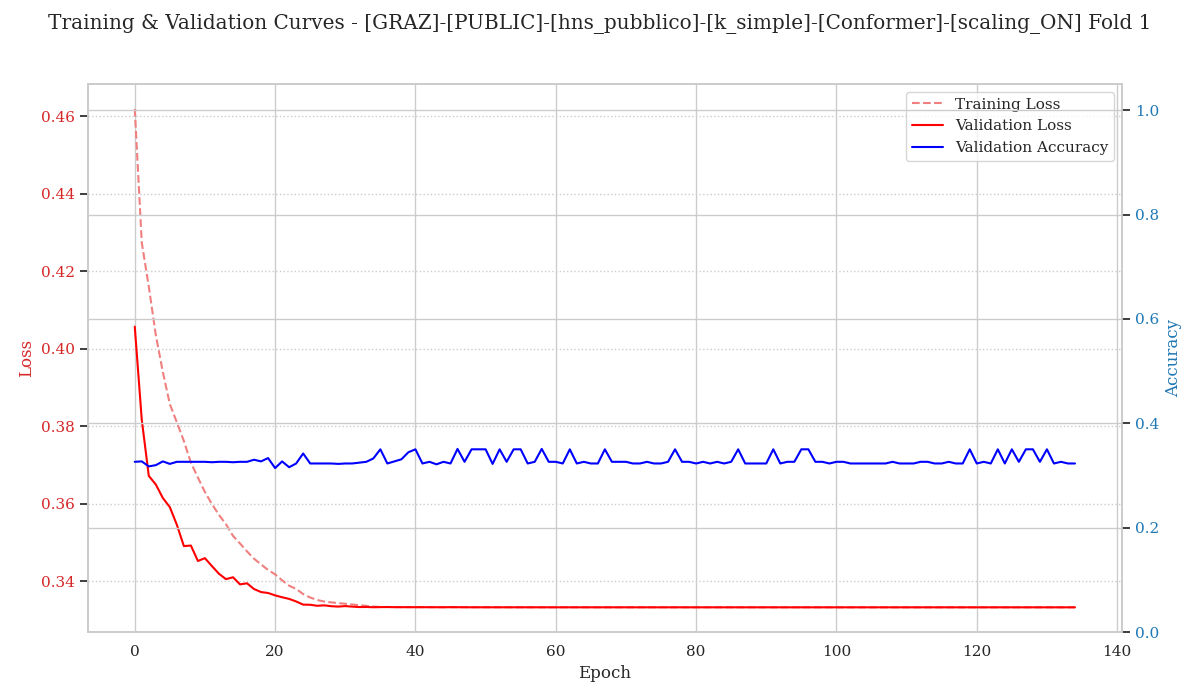 Training & Validation Curves - [GRAZ]-[PUBLIC]-[hns_pubblico]-[k_simple]-[Conformer]-[scaling_ON] Fold 1
Training Loss
Validation Loss
Validation Accuracy
0.46
0.44
0.42
0.40
0.38
0.36
0.34
Loss
1.0
0.8
0.6
0.4
0.2
0.0
Accuracy
0 20 40 60 80 100 120 140
Epoch